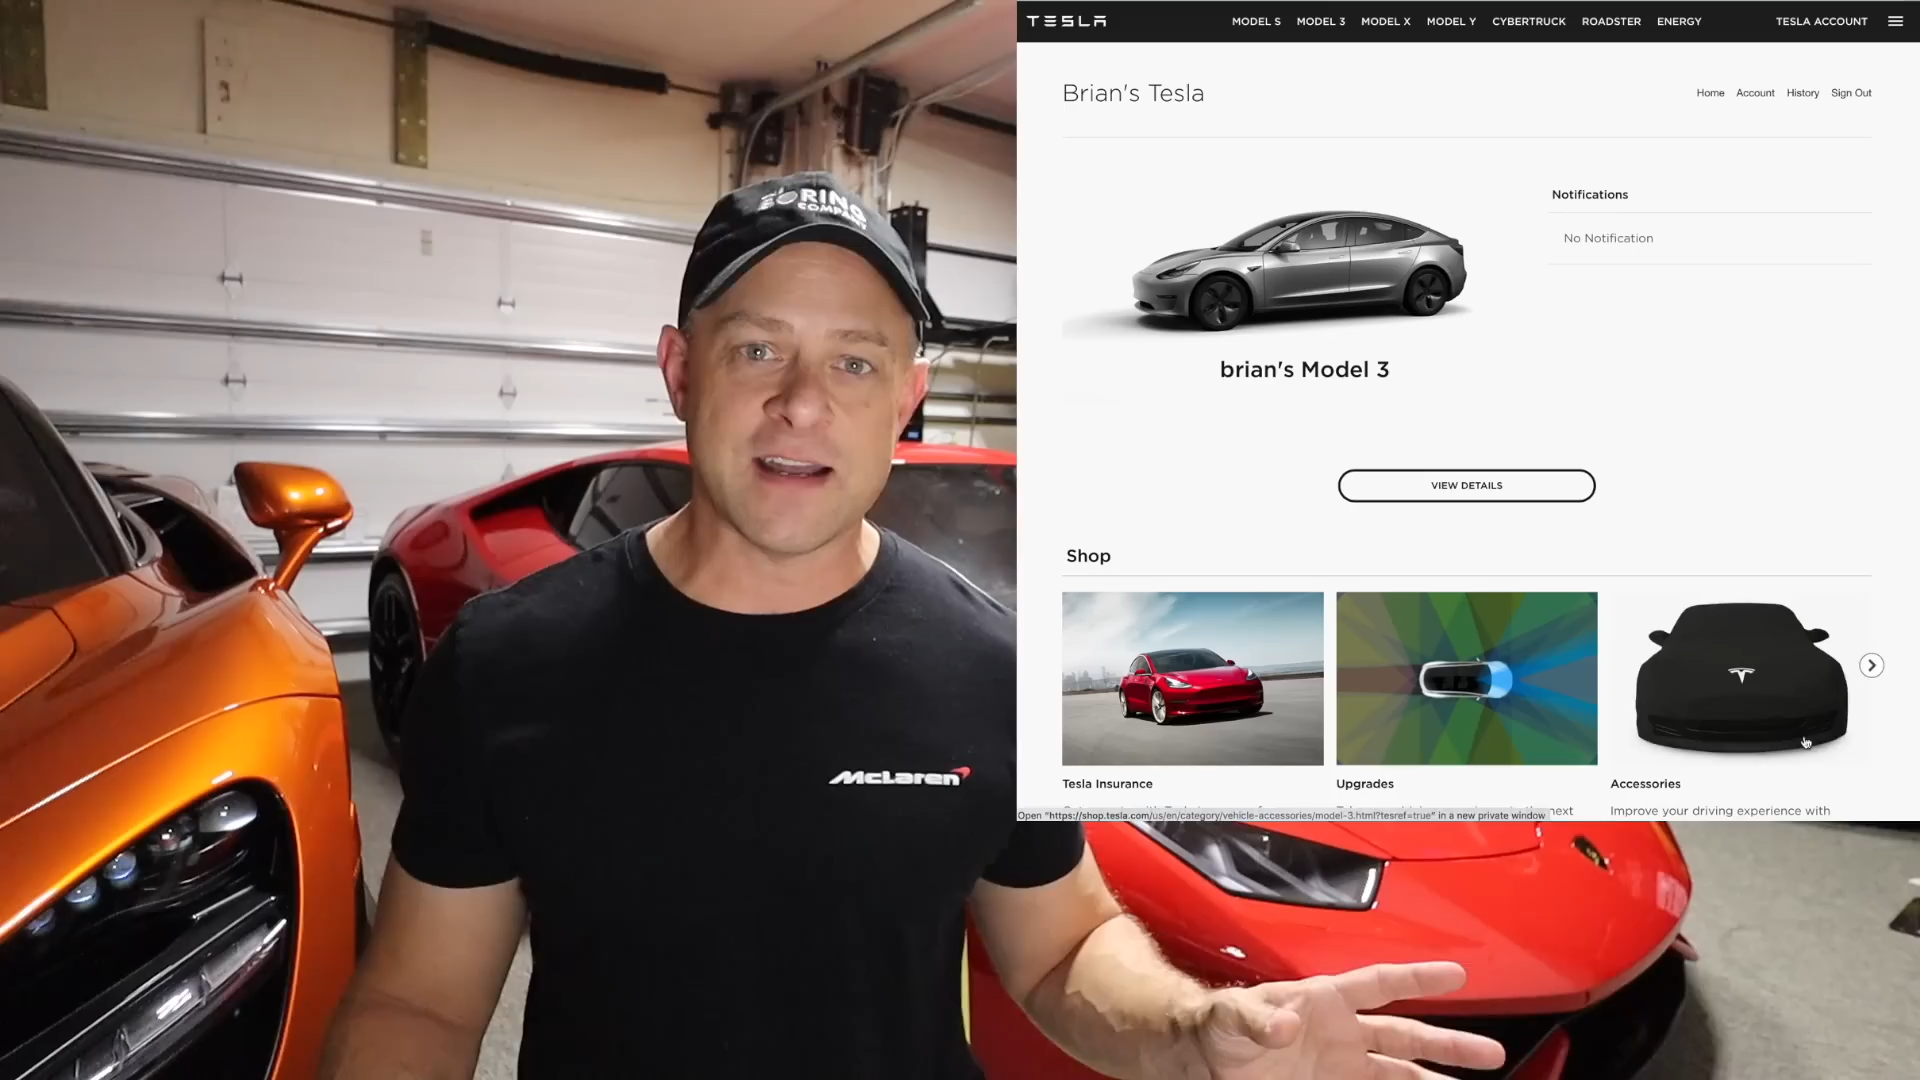 TESLA
MODEL S MODEL 3 MODEL X MODEL Y CYBERTRUCK ROADSTER ENERGY
TESLA ACCOUNT
Brian's Tesla
Home Account History Sign Out
Notifications
No Notification
brian's Model 3
VIEW DETAILS
Shop
Tesla Insurance
Upgrades
Accessories
next
Improve your driving experience with
Open "https://shop.tesla.com/us/en/category/vehicle-accessories/model-3.html?tesref=true" in a new private window
BORING
COMPANY
McLaren